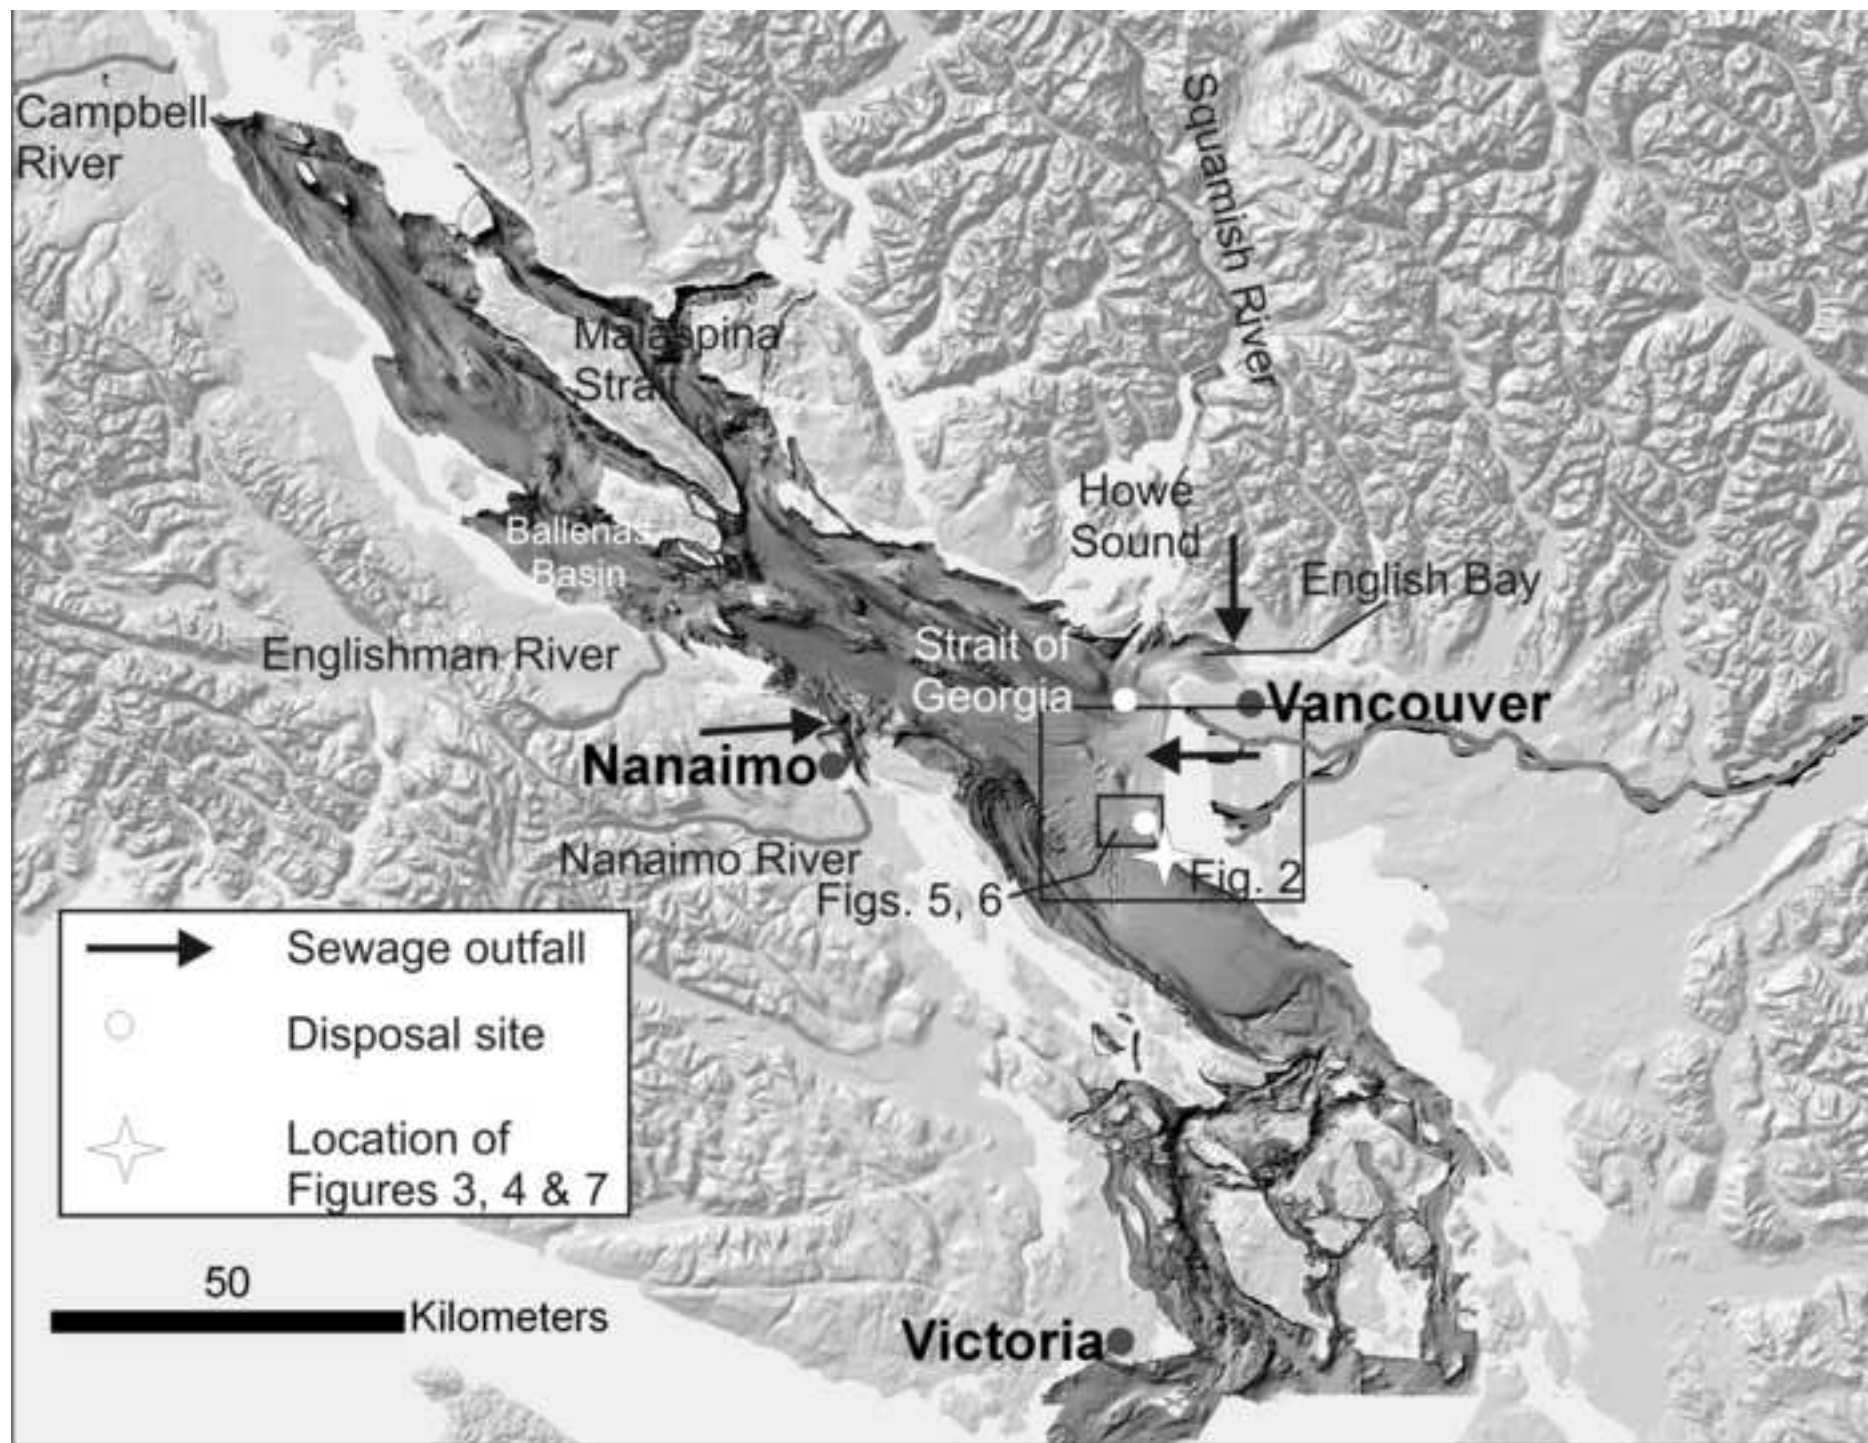 Campbell
River
Squamish River
Malaspina
Strait
Howe
Sound
Ballenas
Basin
English Bay
Englishman River
Strait of
Georgia
Vancouver
Nanaimo
Nanaimo River
Fig. 2
Figs. 5, 6
Sewage outfall
Disposal site
Location of
Figures 3, 4 & 7
50
Kilometers
Victoria